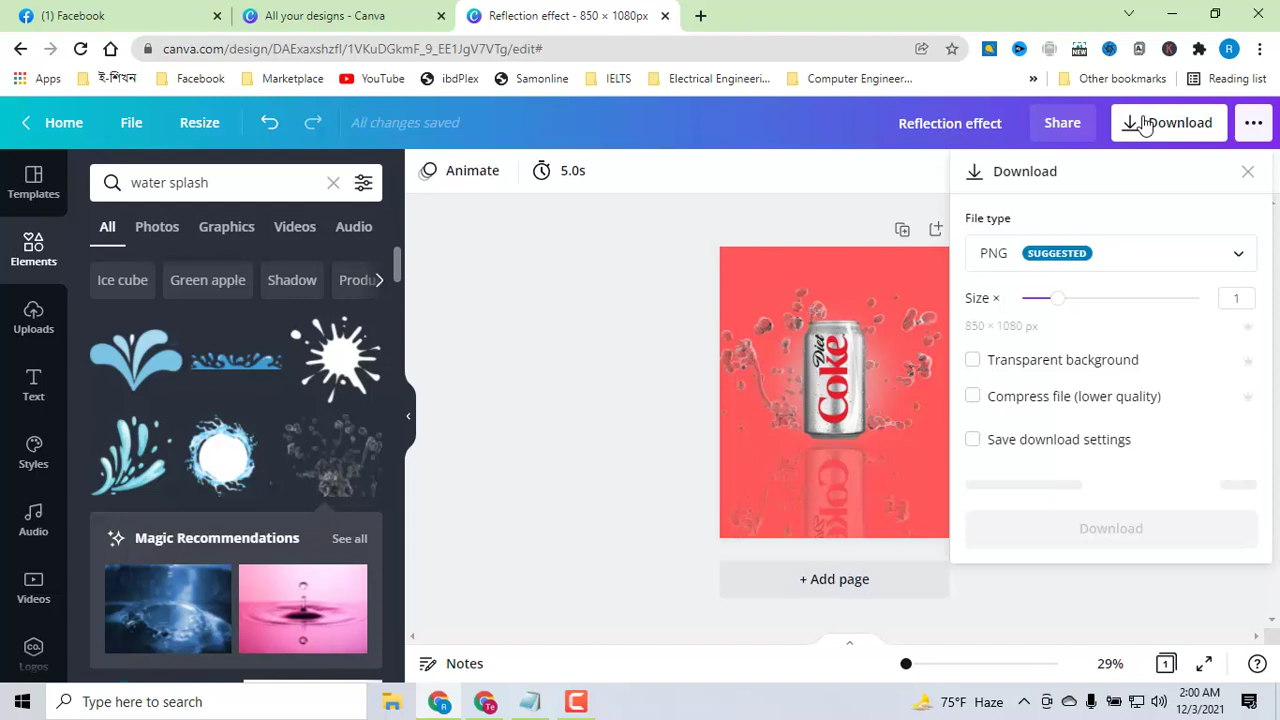 (1) Facebook
All your designs - Canva
Reflection effect - 850 × 1080px
canva.com/design/DAExaxshzfI/1VKuDGkmF_9_EE1JgV7VTg/edit#
Apps
ই-শিখন
Facebook
Marketplace
YouTube
ibdPlex
Samonline
IELTS
Electrical Engineeri...
Computer Engineer...
»
Other bookmarks
Reading list
Home
File
Resize
All changes saved
Reflection effect
Share
Download
Templates
Elements
Uploads
Text
Styles
Audio
Videos
Logos
water splash
All
Photos
Graphics
Videos
Audio
Ice cube
Green apple
Shadow
Produ
Magic Recommendations
See all
Animate
5.0s
Diet
Coke
+ Add page
Download
File type
PNG SUGGESTED
Size ×
1
850 × 1080 px
Transparent background
Compress file (lower quality)
Save download settings
Download
Notes
29%
1
Type here to search
75°F Haze
2:00 AM
12/3/2021